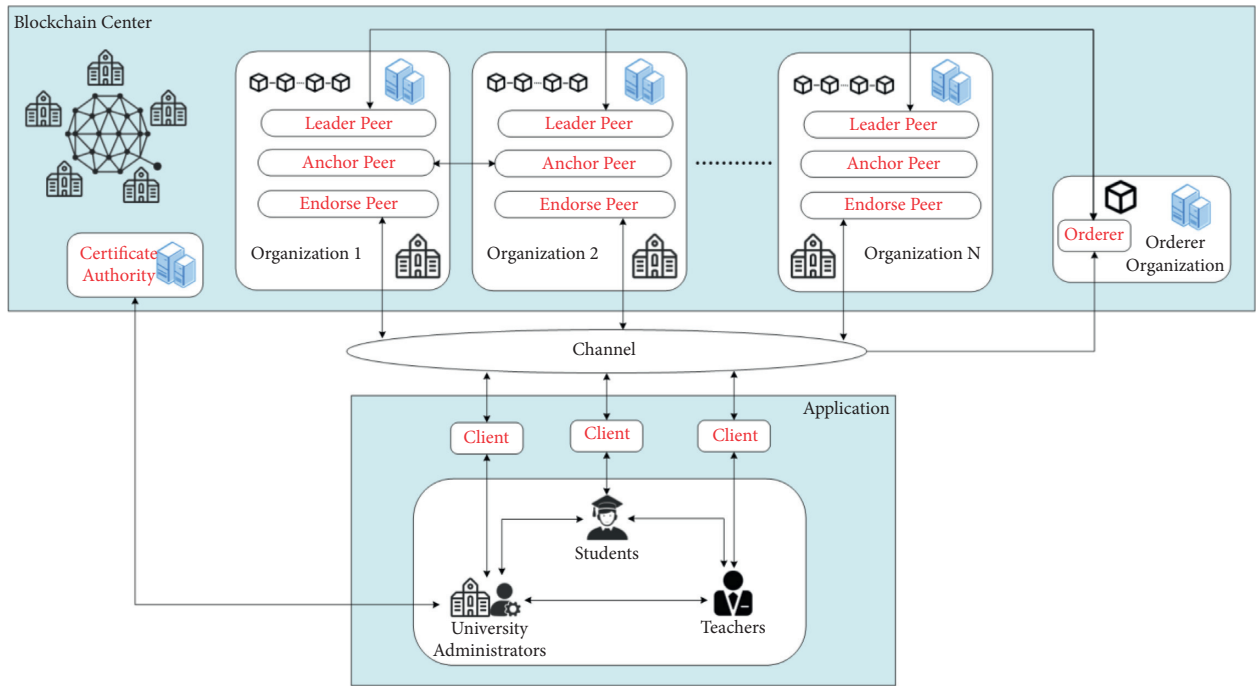 Blockchain Center
Leader Peer
Anchor Peer
Endorse Peer
Organization 1
Leader Peer
Anchor Peer
Endorse Peer
Organization 2
Leader Peer
Anchor Peer
Endorse Peer
Organization N
Orderer
Orderer
Organization
Certificate
Authority
Channel
Application
Client
Client
Client
Students
University
Administrators
Teachers